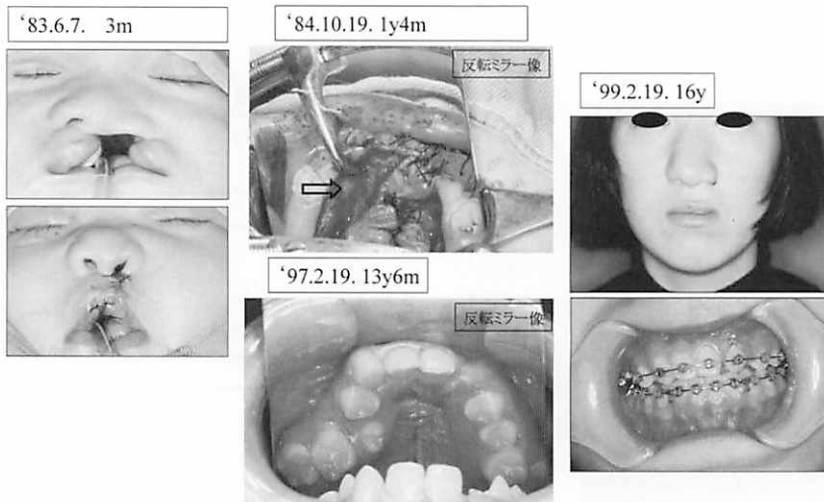 ‘83.6.7. 3m
‘84.10.19. 1y4m
反転ミラー像
‘97.2.19. 13y6m
反転ミラー像
‘99.2.19. 16y